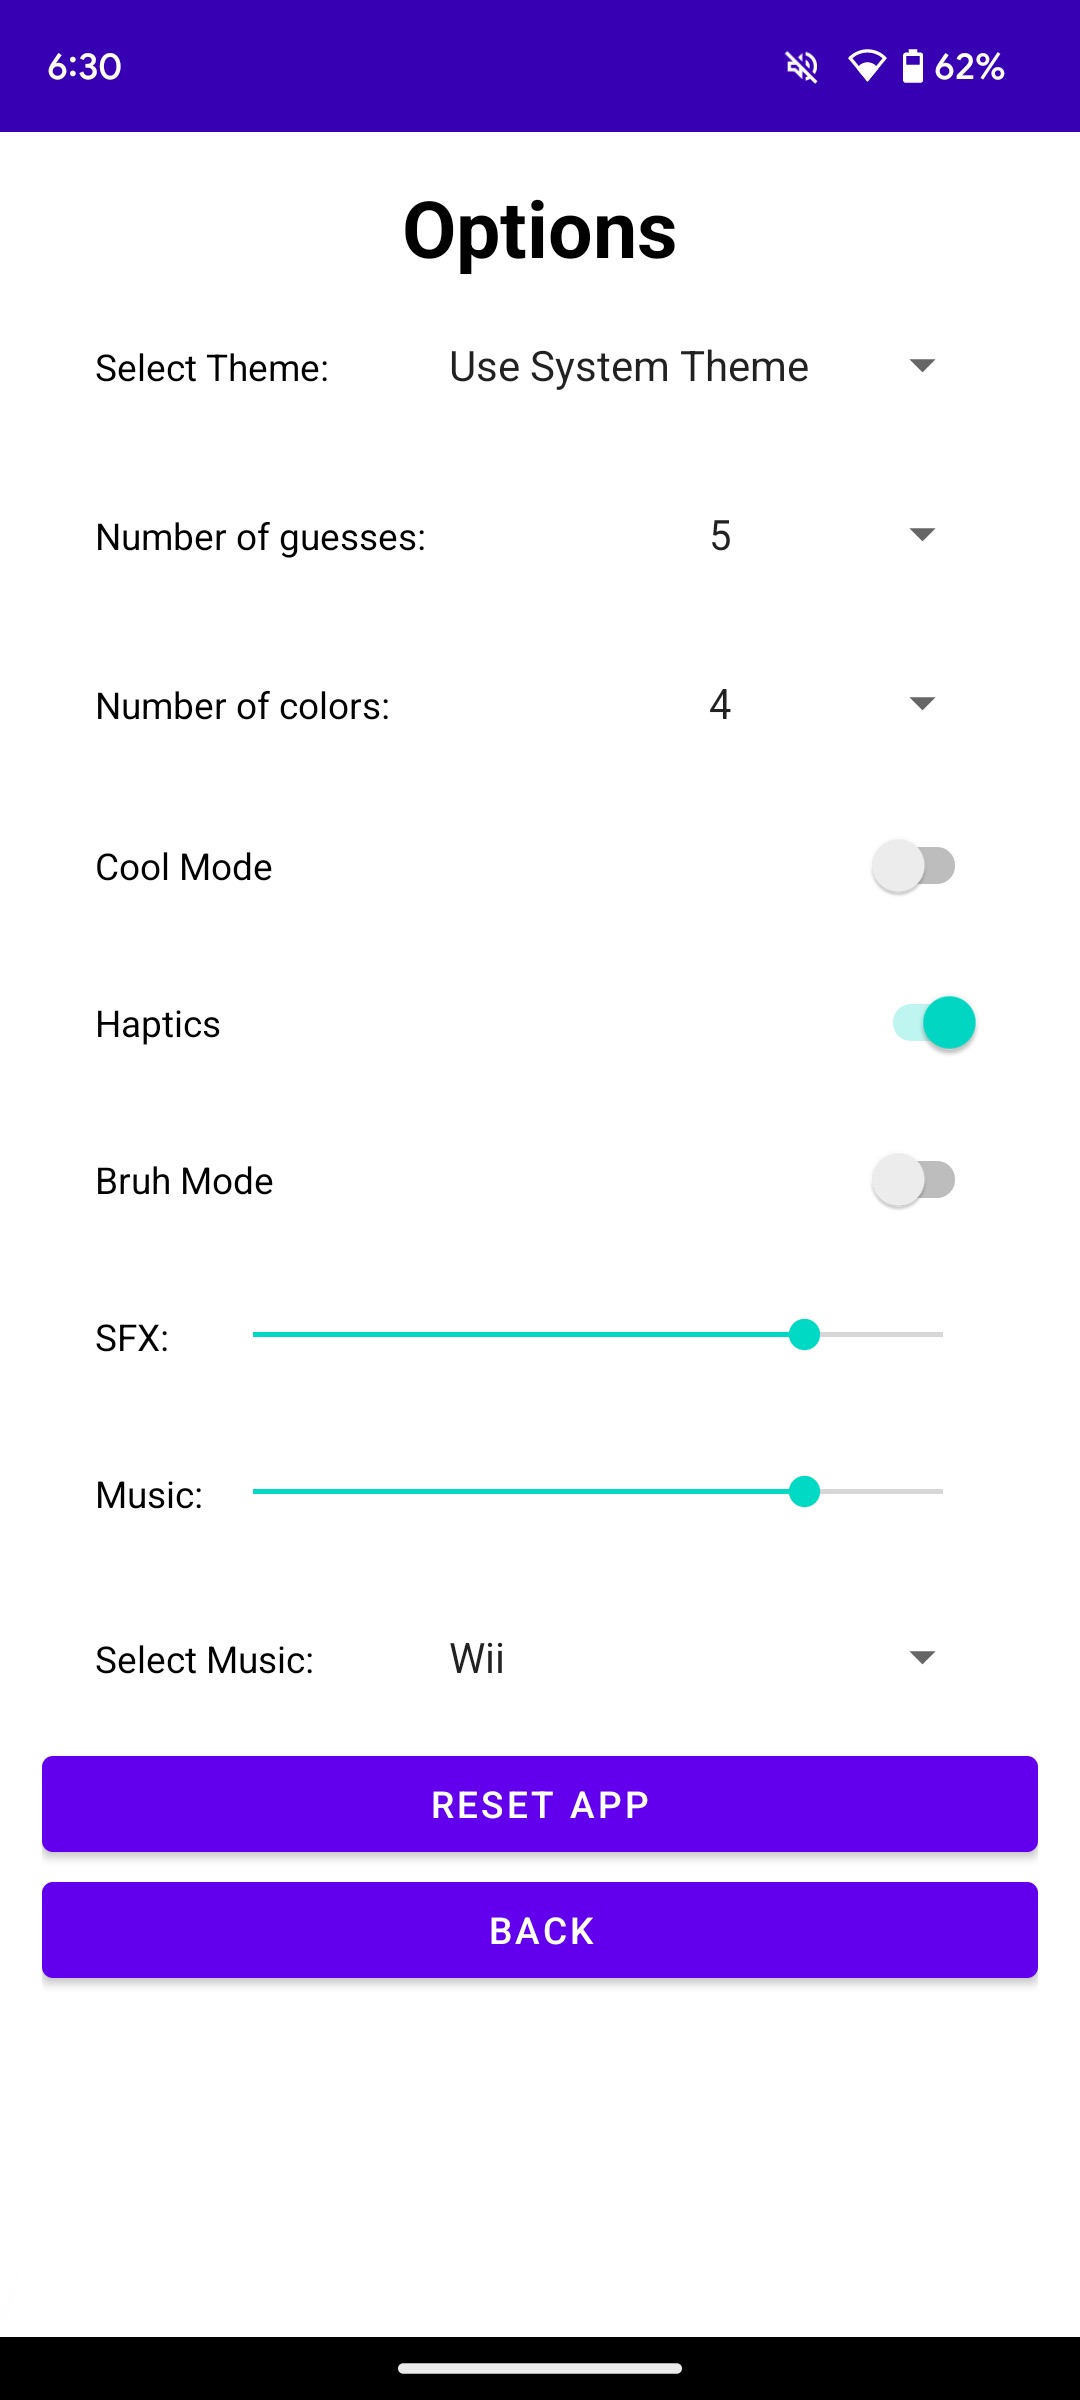 6:30 62%
Options
Select Theme: Use System Theme
Number of guesses: 5
Number of colors: 4
Cool Mode
Haptics
Bruh Mode
SFX:
Music:
Select Music: Wii
RESET APP
BACK